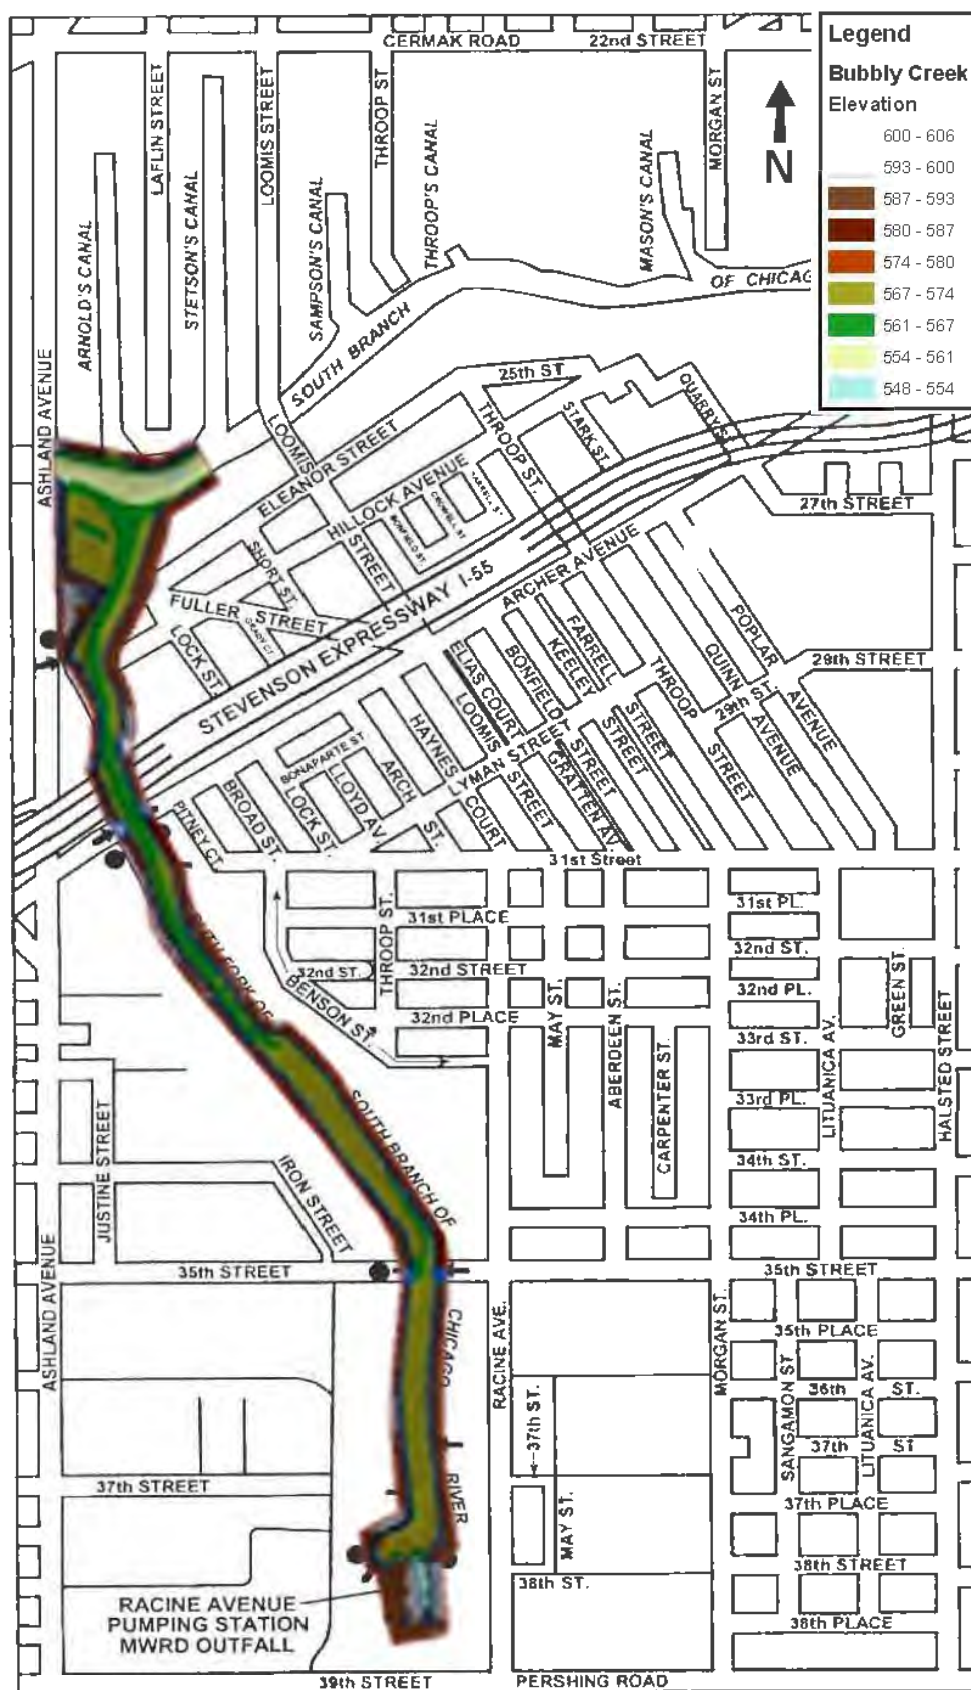 Legend
Bubbly Creek
Elevation
600 - 606
593 - 600
587 - 593
580 - 587
574 - 580
567 - 574
561 - 567
554 - 561
548 - 554
N
CERMAK ROAD
22nd STREET
LAFLIN STREET
LOOMIS STREET
THROOP ST
MORGAN ST
ARNOLD'S CANAL
STETSON'S CANAL
SAMPSON'S CANAL
THROOP'S CANAL
MASON'S CANAL
SOUTH BRANCH
OF CHICAG
ASHLAND AVENUE
25th ST
LOOMIS
STREET
ELEANOR STREET
HILLOCK AVENUE
THROOP ST.
STARK ST.
QUARRY ST.
FARRELL ST
CROWELL ST
BONFIELD ST.
SHORT ST.
FULLER STREET
GRADY CT.
LOCK ST.
STEVENSON EXPRESSWAY I-55
ARCHER AVENUE
27th STREET
POPLAR
AVENUE
QUINN
AVENUE
29th STREET
29th ST
THROOP
STREET
FARRELL
STREET
KEELEY
STREET
BONFIELD
STREET
ELIAS COURT
LOOMIS
STREET
LYMAN STREET
GRATTEN AV.
HAYNES
COURT
ARCH
ST.
BONAPARTE ST.
LLOYD AV.
LOCK ST.
BROAD ST.
PITNEY CT.
31st Street
THROOP ST.
31st PLACE
31st PL.
32nd ST.
32nd STREET
32nd ST.
32nd PLACE
32nd PL.
BENSON ST.
MAY ST.
ABERDEEN ST.
CARPENTER ST.
33rd ST.
33rd PL.
34th ST.
34th PL.
LITUANICA AV.
GREEN ST.
HALSTED STREET
SOUTH FORK OF
SOUTH BRANCH OF
CHICAGO
RIVER
JUSTINE STREET
IRON STREET
ASHLAND AVENUE
35th STREET
35th STREET
RACINE AVE.
MORGAN ST.
35th PLACE
SANGAMON ST
LITUANICA AV.
36th ST.
37th ST
37th ST.
37th STREET
37th PLACE
MAY ST.
38th STREET
38th ST.
38th PLACE
RACINE AVENUE
PUMPING STATION
MWRD OUTFALL
39th STREET
PERSHING ROAD